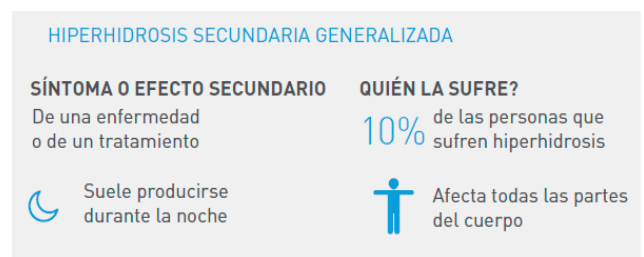 HIPERHIDROSIS SECUNDARIA GENERALIZADA
SÍNTOMA O EFECTO SECUNDARIO
De una enfermedad
o de un tratamiento
Suele producirse
durante la noche
QUIÉN LA SUFRE?
10% de las personas que
sufren hiperhidrosis
Afecta todas las partes
del cuerpo